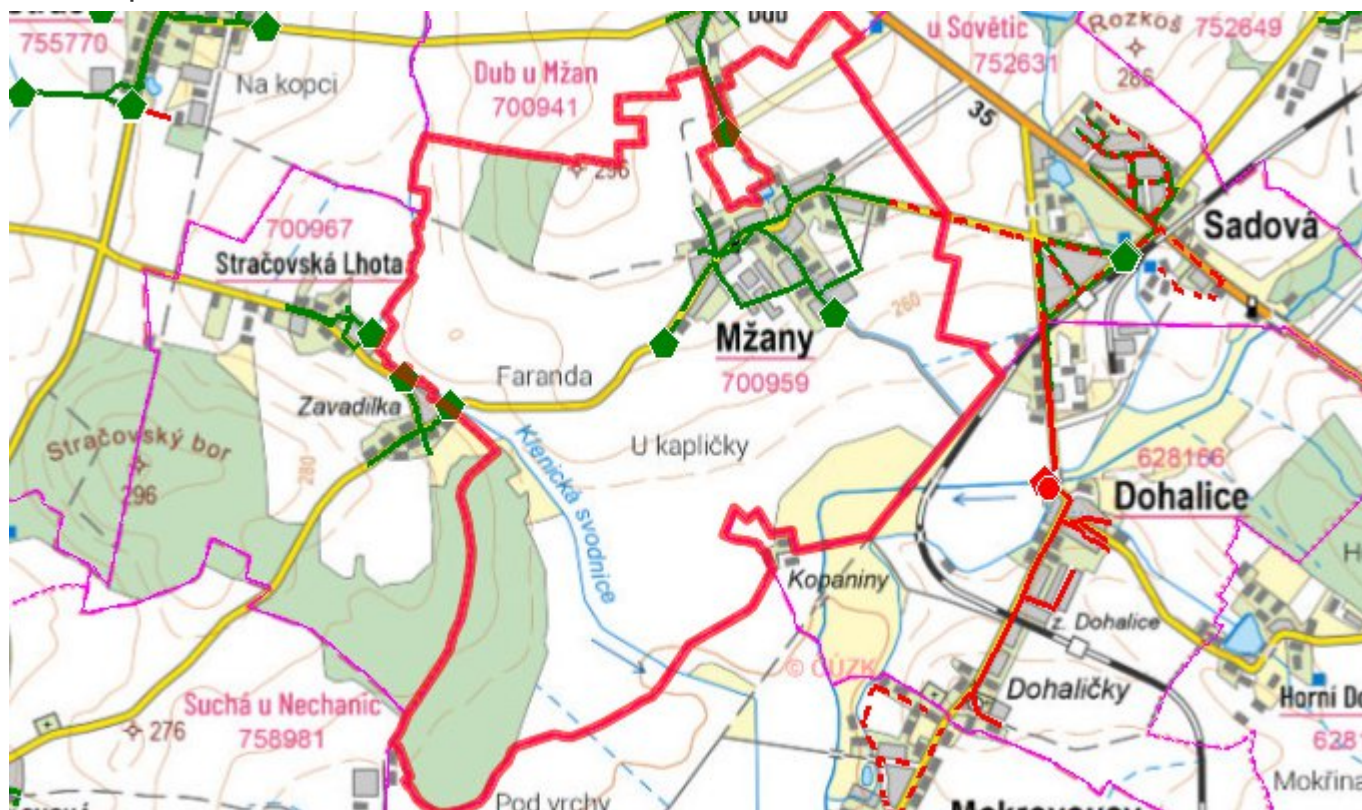 755770
Na kopci
Dub u Mžan
700941
Dub
u Sovětic
752631
Rozkoš
286
752649
35
296
700967
Stračovská Lhota
Sadová
Mžany
700959
260
Faranda
Zavadilka
U kapličky
Stračovský bor
296
280
Křenická svodnice
628166
Dohalice
Kopaniny
z. Dohalice
© ČÚZK
Dohaličky
Suchá u Nechanic
758981
276
Horní Do
628
Mokřina
Pod vrchy